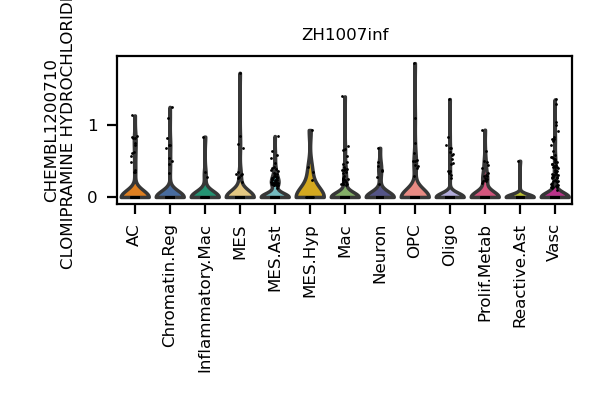 ZH1007inf
CHEMBL1200710
CLOMIPRAMINE HYDROCHLORID
1
0
AC
Chromatin.Reg
Inflammatory.Mac
MES
MES.Ast
MES.Hyp
Mac
Neuron
OPC
Oligo
Prolif.Metab
Reactive.Ast
Vasc